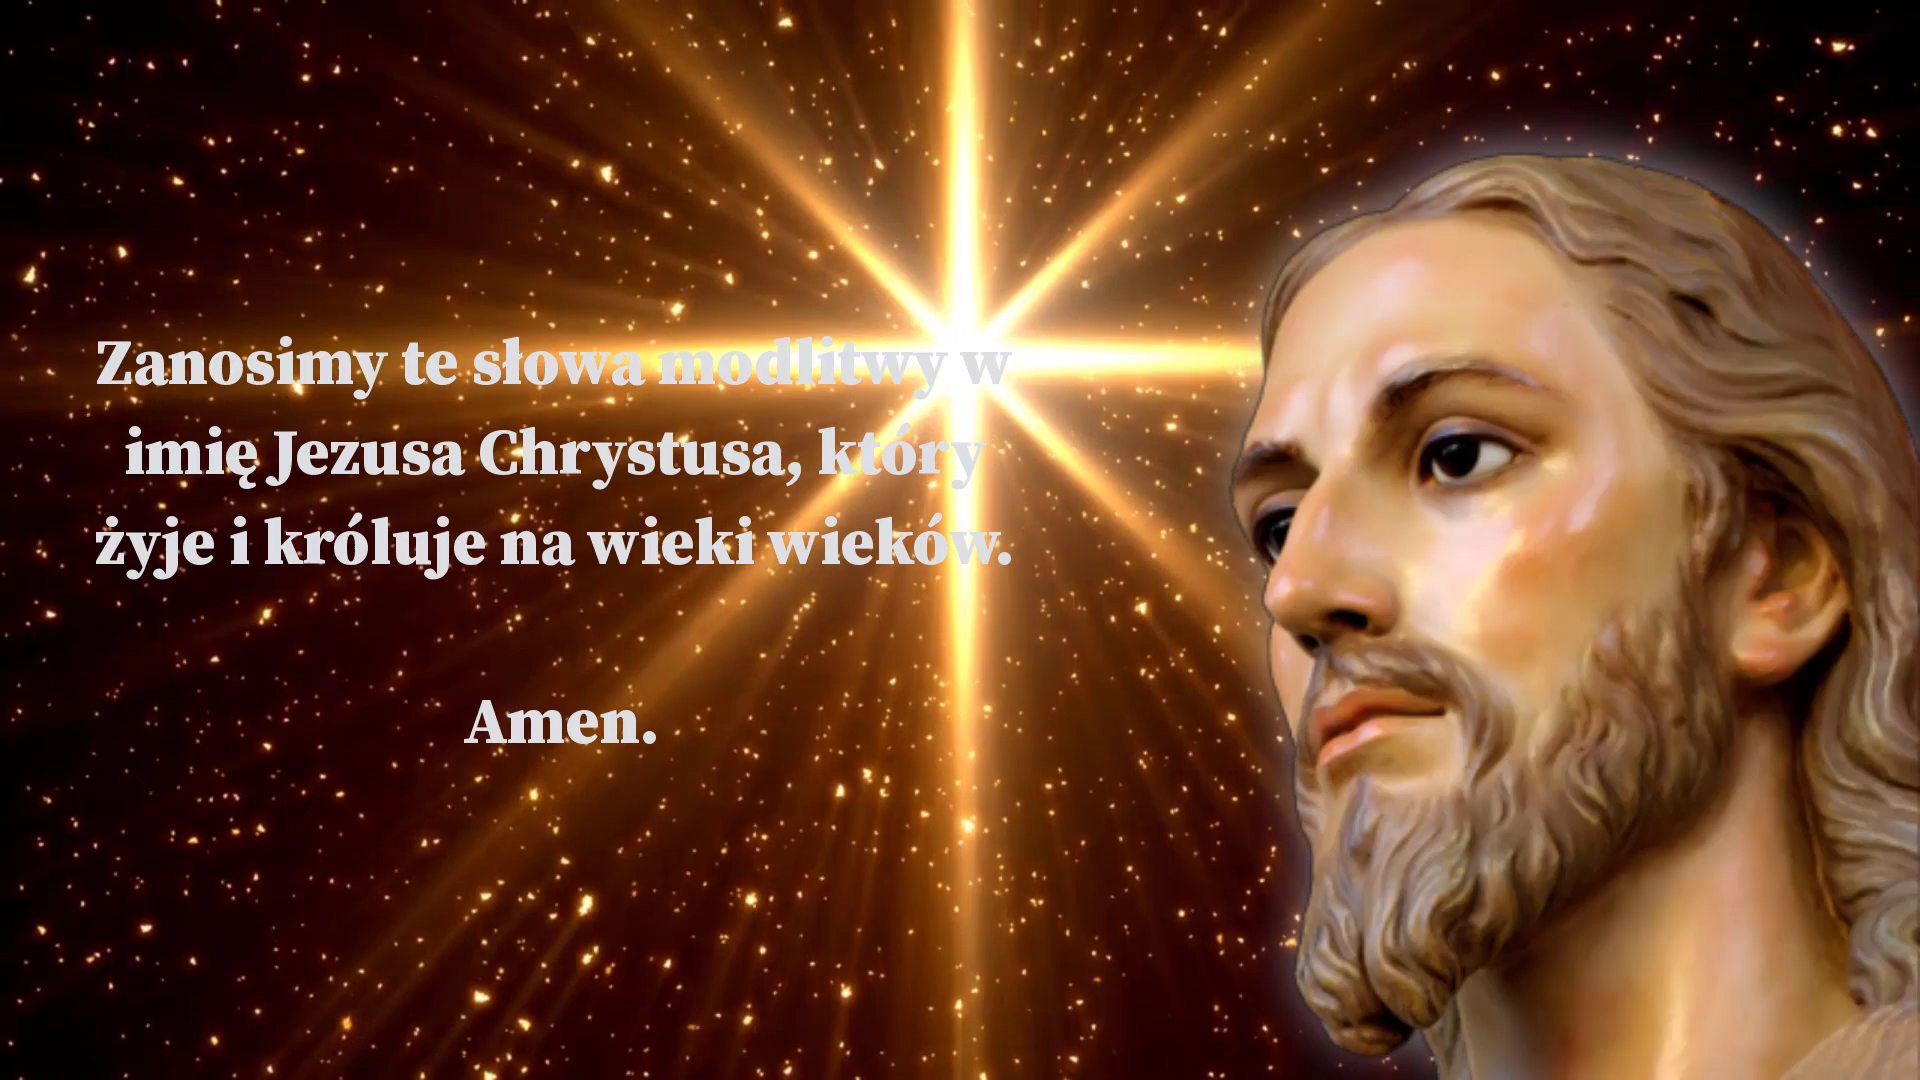 Zanosimy te słowa modlitwy w
imię Jezusa Chrystusa, który
żyje i króluje na wieki wieków.
Amen.